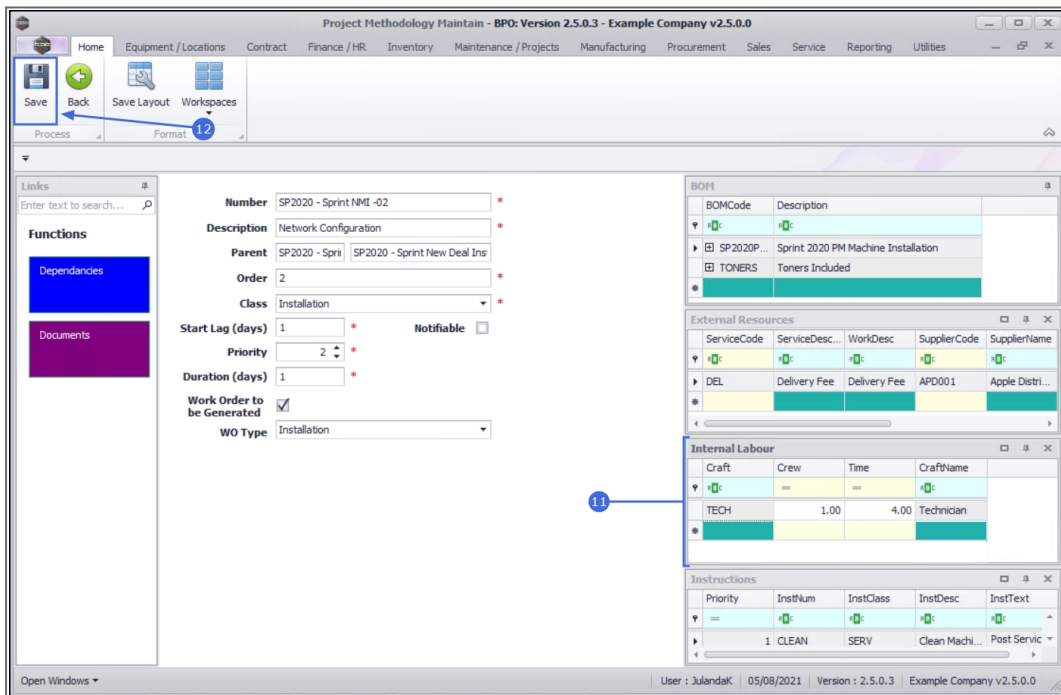 Project Methodology Maintain - BPO: Version 2.5.0.3 - Example Company v2.5.0.0
Home Equipment / Locations Contract Finance / HR Inventory Maintenance / Projects Manufacturing Procurement Sales Service Reporting Utilities
Save Back Save Layout Workspaces
12
Process Format
Links
Enter text to search...
Functions
Dependancies
Documents
Number SP2020 - Sprint NMI -02 *
Description Network Configuration *
Parent SP2020 - Spri SP2020 - Sprint New Deal Ins
Order 2 *
Class Installation *
Start Lag (days) 1 * Notifiable
Priority 2 *
Duration (days) 1 *
Work Order to
be Generated
WO Type Installation
BOM
BOMCode Description
SP2020P... Sprint 2020 PM Machine Installation
TONERS Toners Included
External Resources
ServiceCode ServiceDesc... WorkDesc SupplierCode SupplierName
DEL Delivery Fee Delivery Fee APD001 Apple Distri...
Internal Labour
Craft Crew Time CraftName
= =
11
TECH 1.00 4.00 Technician
Instructions
Priority InstNum InstClass InstDesc InstText
=
1 CLEAN SERV Clean Machi... Post Servic
Open Windows User : JulandaK 05/08/2021 Version : 2.5.0.3 Example Company v2.5.0.0